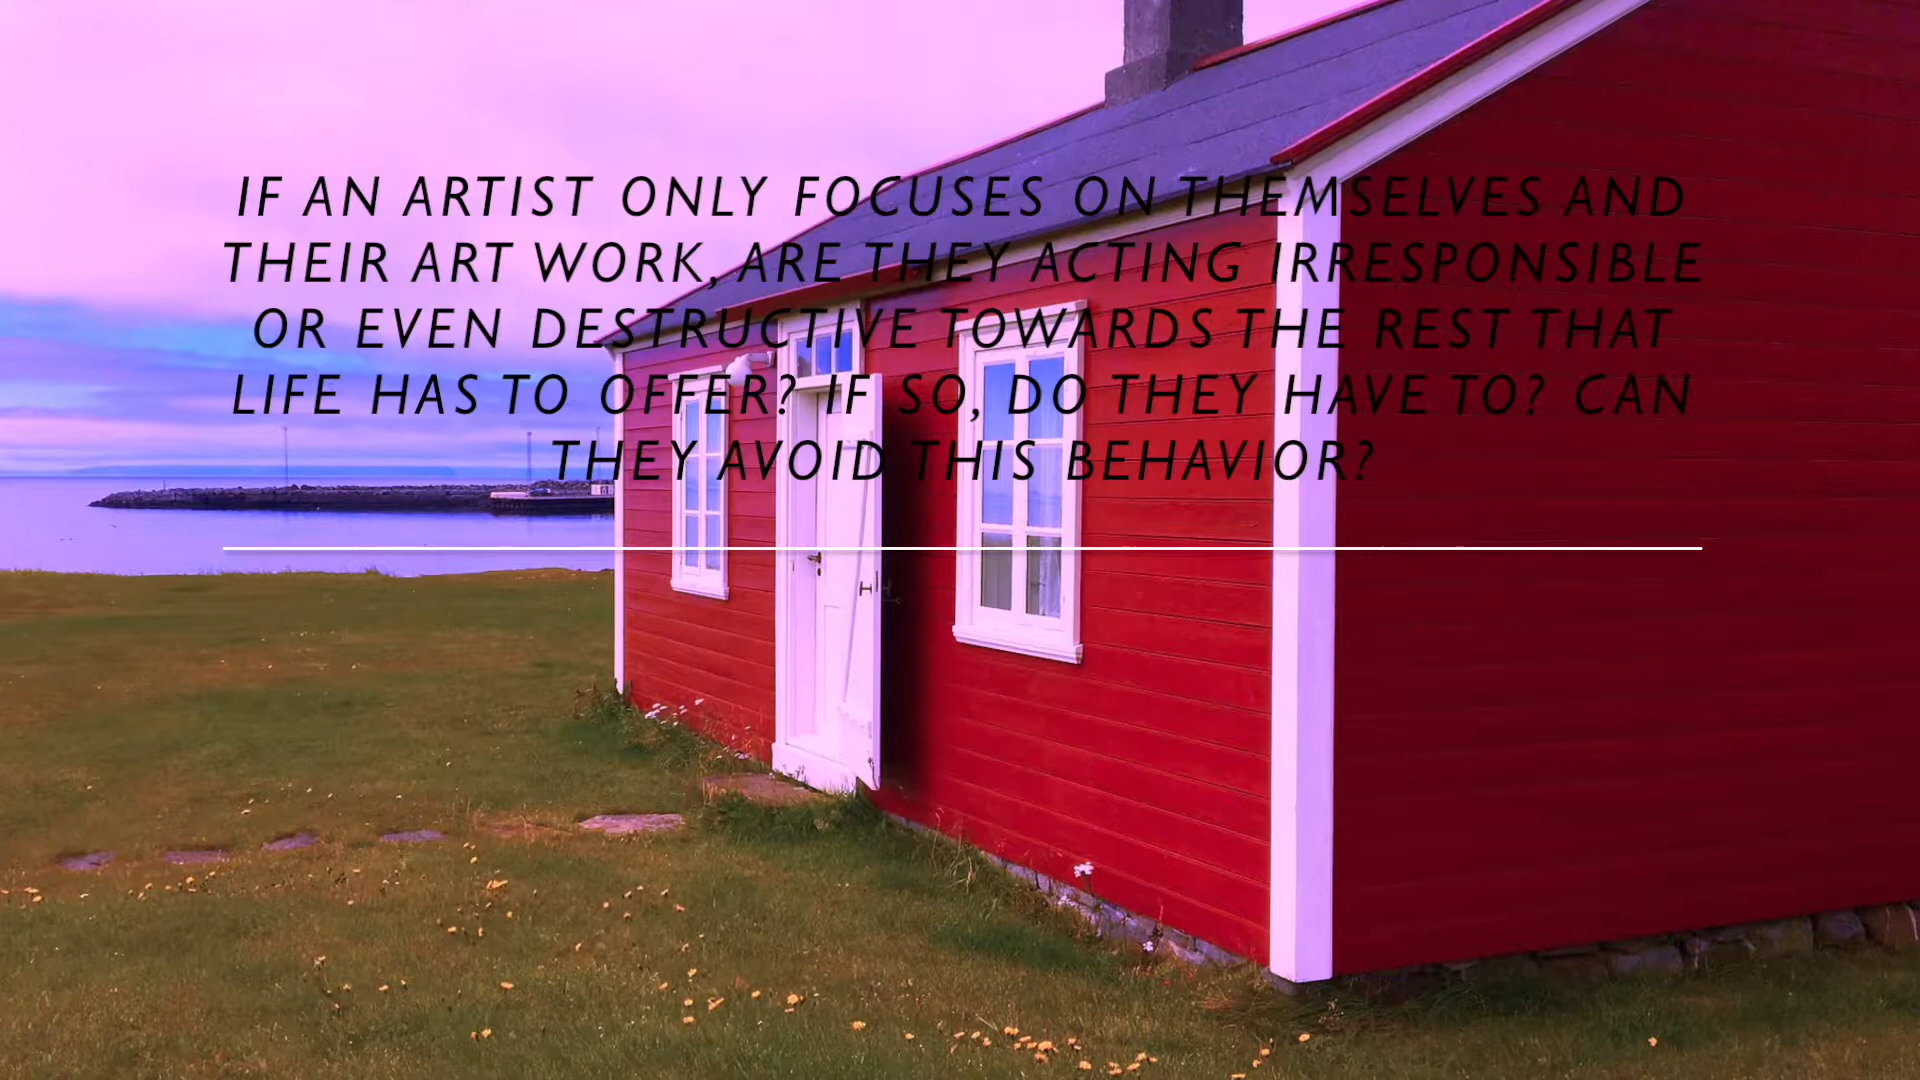 IF AN ARTIST ONLY FOCUSES ON THEMSELVES AND
THEIR ART WORK, ARE THEY ACTING IRRESPONSIBLE
OR EVEN DESTRUCTIVE TOWARDS THE REST THAT
LIFE HAS TO OFFER? IF SO, DO THEY HAVE TO? CAN
THEY AVOID THIS BEHAVIOR?